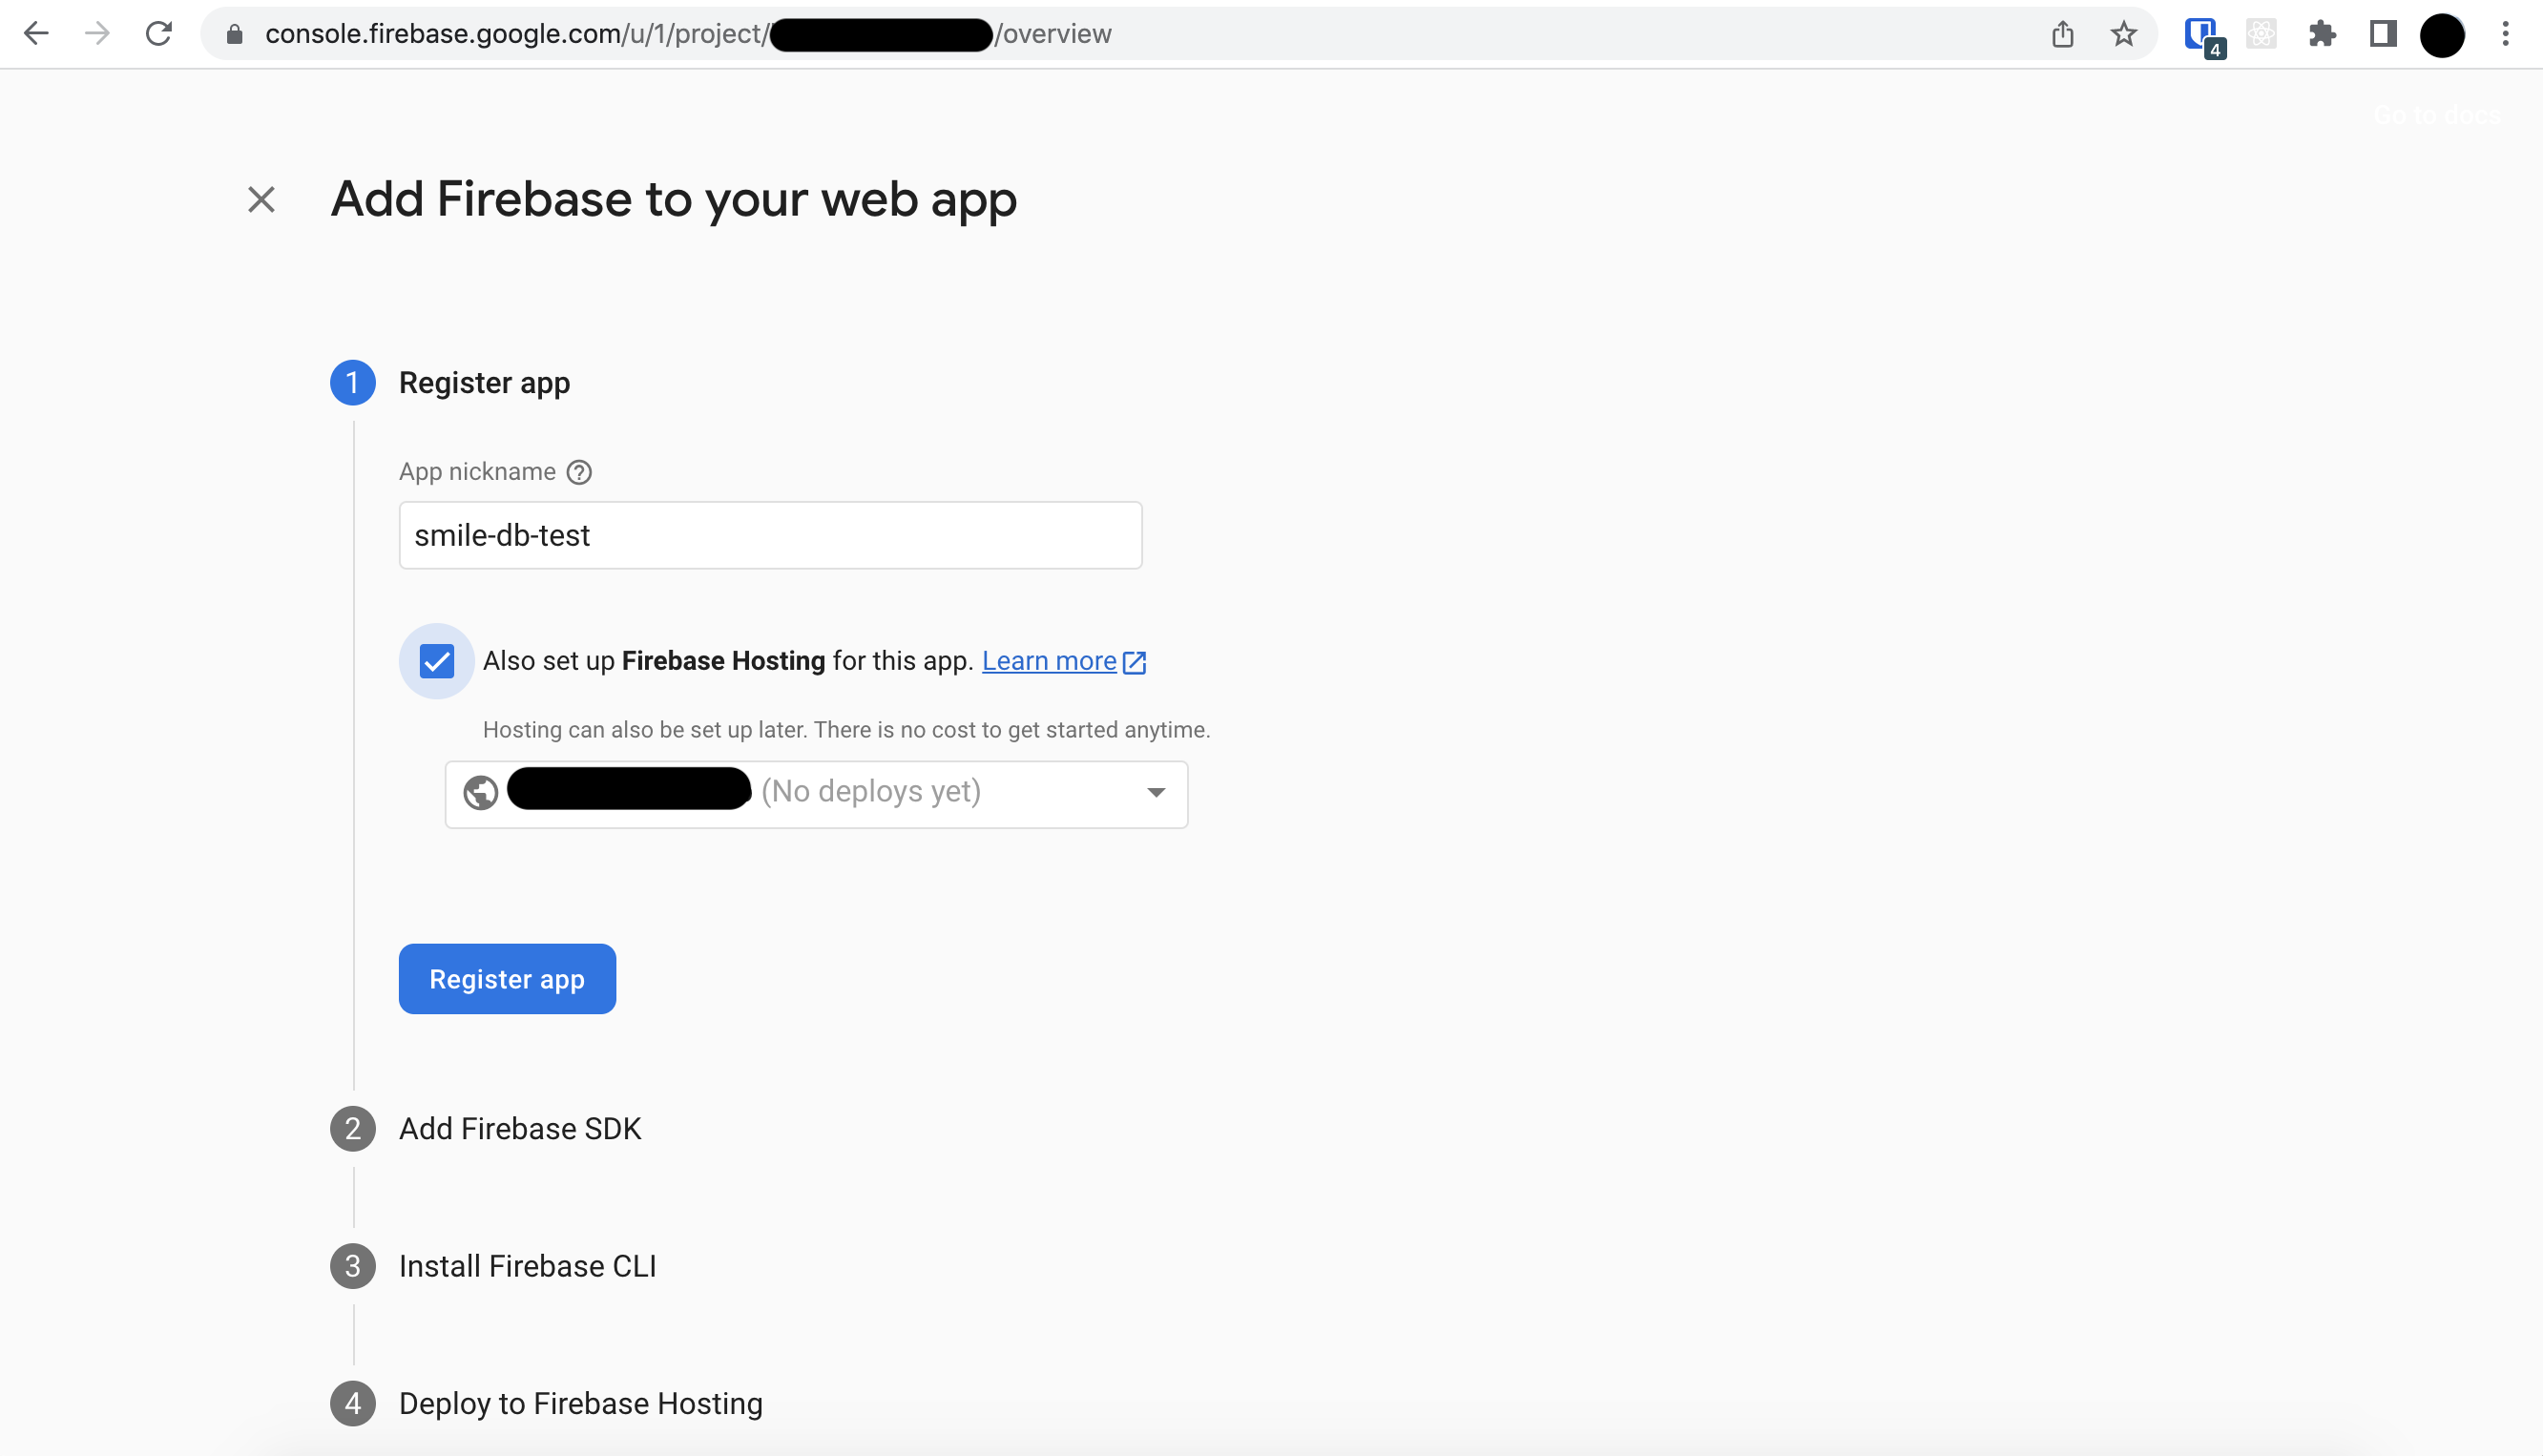 console.firebase.google.com/u/1/project/ /overview
4
Go to docs
Add Firebase to your web app
1 Register app
App nickname ?
smile-db-test
Also set up Firebase Hosting for this app. Learn more
Hosting can also be set up later. There is no cost to get started anytime.
(No deploys yet)
Register app
2 Add Firebase SDK
3 Install Firebase CLI
4 Deploy to Firebase Hosting